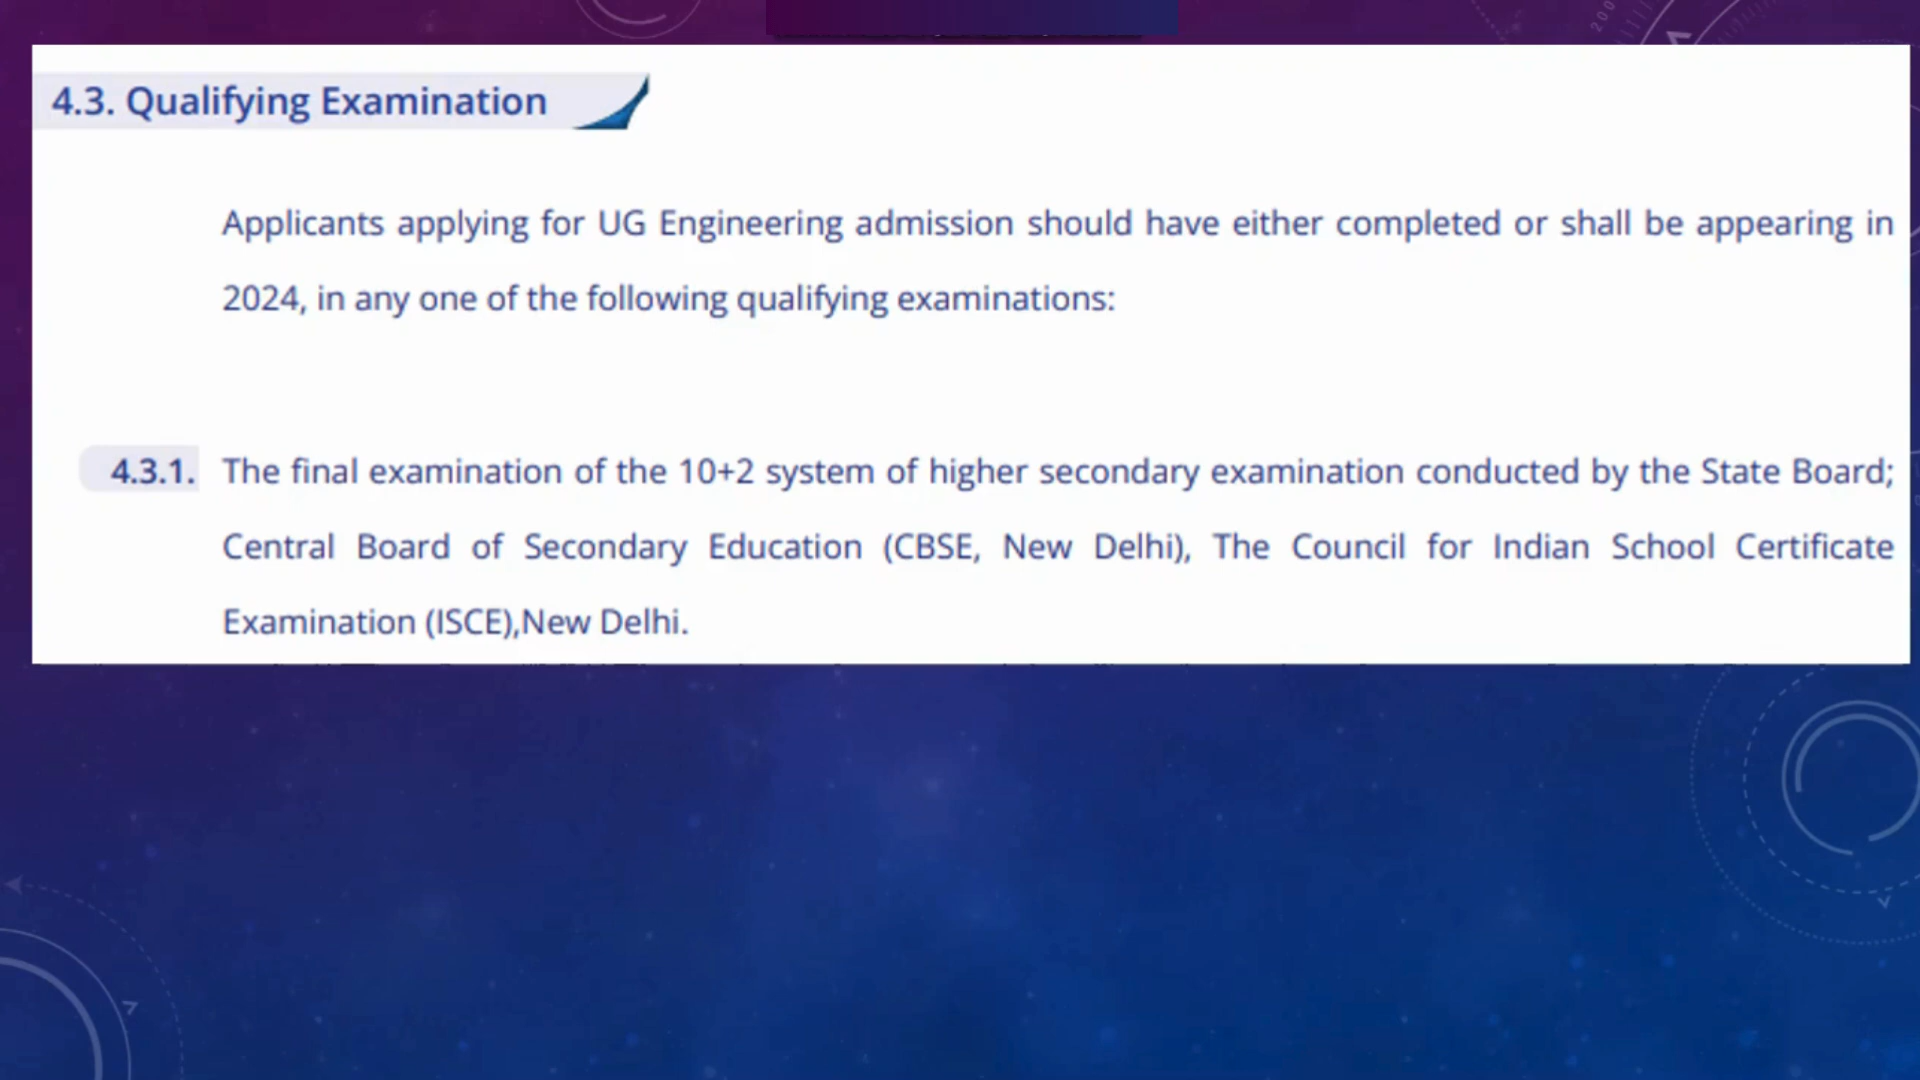 4.3. Qualifying Examination
Applicants applying for UG Engineering admission should have either completed or shall be appearing in
2024, in any one of the following qualifying examinations:
4.3.1. The final examination of the 10+2 system of higher secondary examination conducted by the State Board;
Central Board of Secondary Education (CBSE, New Delhi), The Council for Indian School Certificate
Examination (ISCE),New Delhi.
200